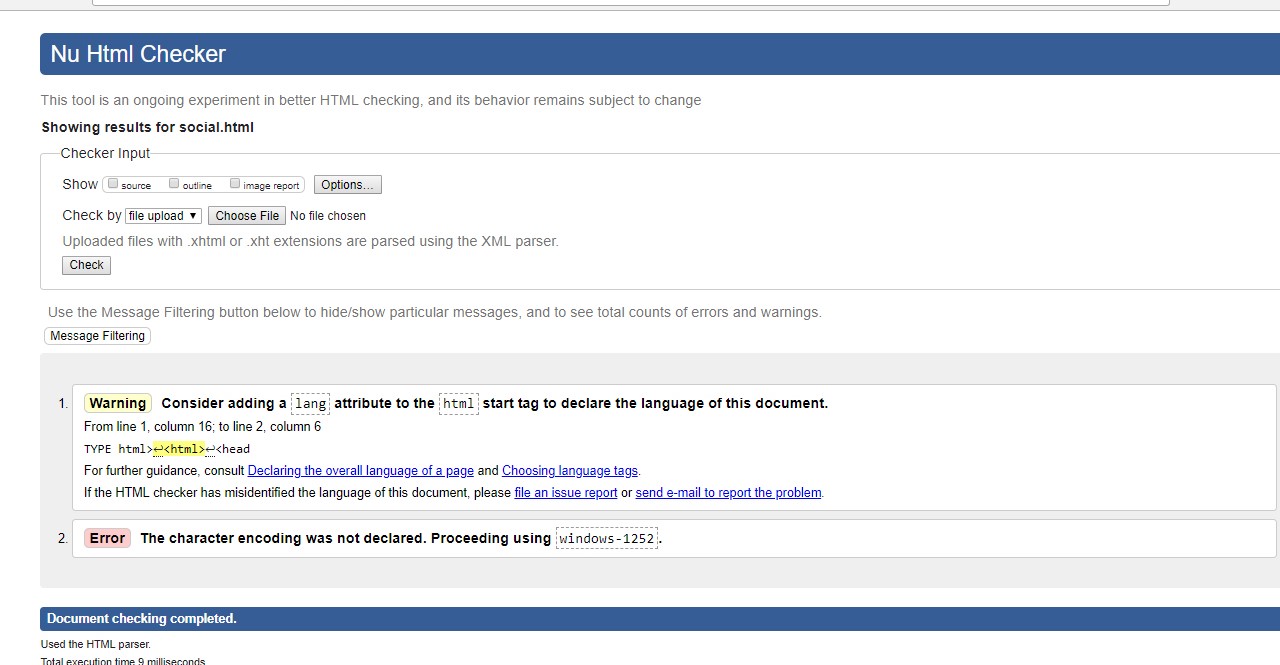 Nu Html Checker
This tool is an ongoing experiment in better HTML checking, and its behavior remains subject to change
Showing results for social.html
Checker Input
Show source outline image report Options...
Check by file upload ▼ Choose File No file chosen
Uploaded files with .xhtml or .xht extensions are parsed using the XML parser.
Check
Use the Message Filtering button below to hide/show particular messages, and to see total counts of errors and warnings.
Message Filtering
1. Warning Consider adding a lang attribute to the html start tag to declare the language of this document.
From line 1, column 16; to line 2, column 6
TYPE html>↩<html>↩<head
For further guidance, consult Declaring the overall language of a page and Choosing language tags.
If the HTML checker has misidentified the language of this document, please file an issue report or send e-mail to report the problem.
2. Error The character encoding was not declared. Proceeding using windows-1252.
Document checking completed.
Used the HTML parser.
Total execution time 9 milliseconds